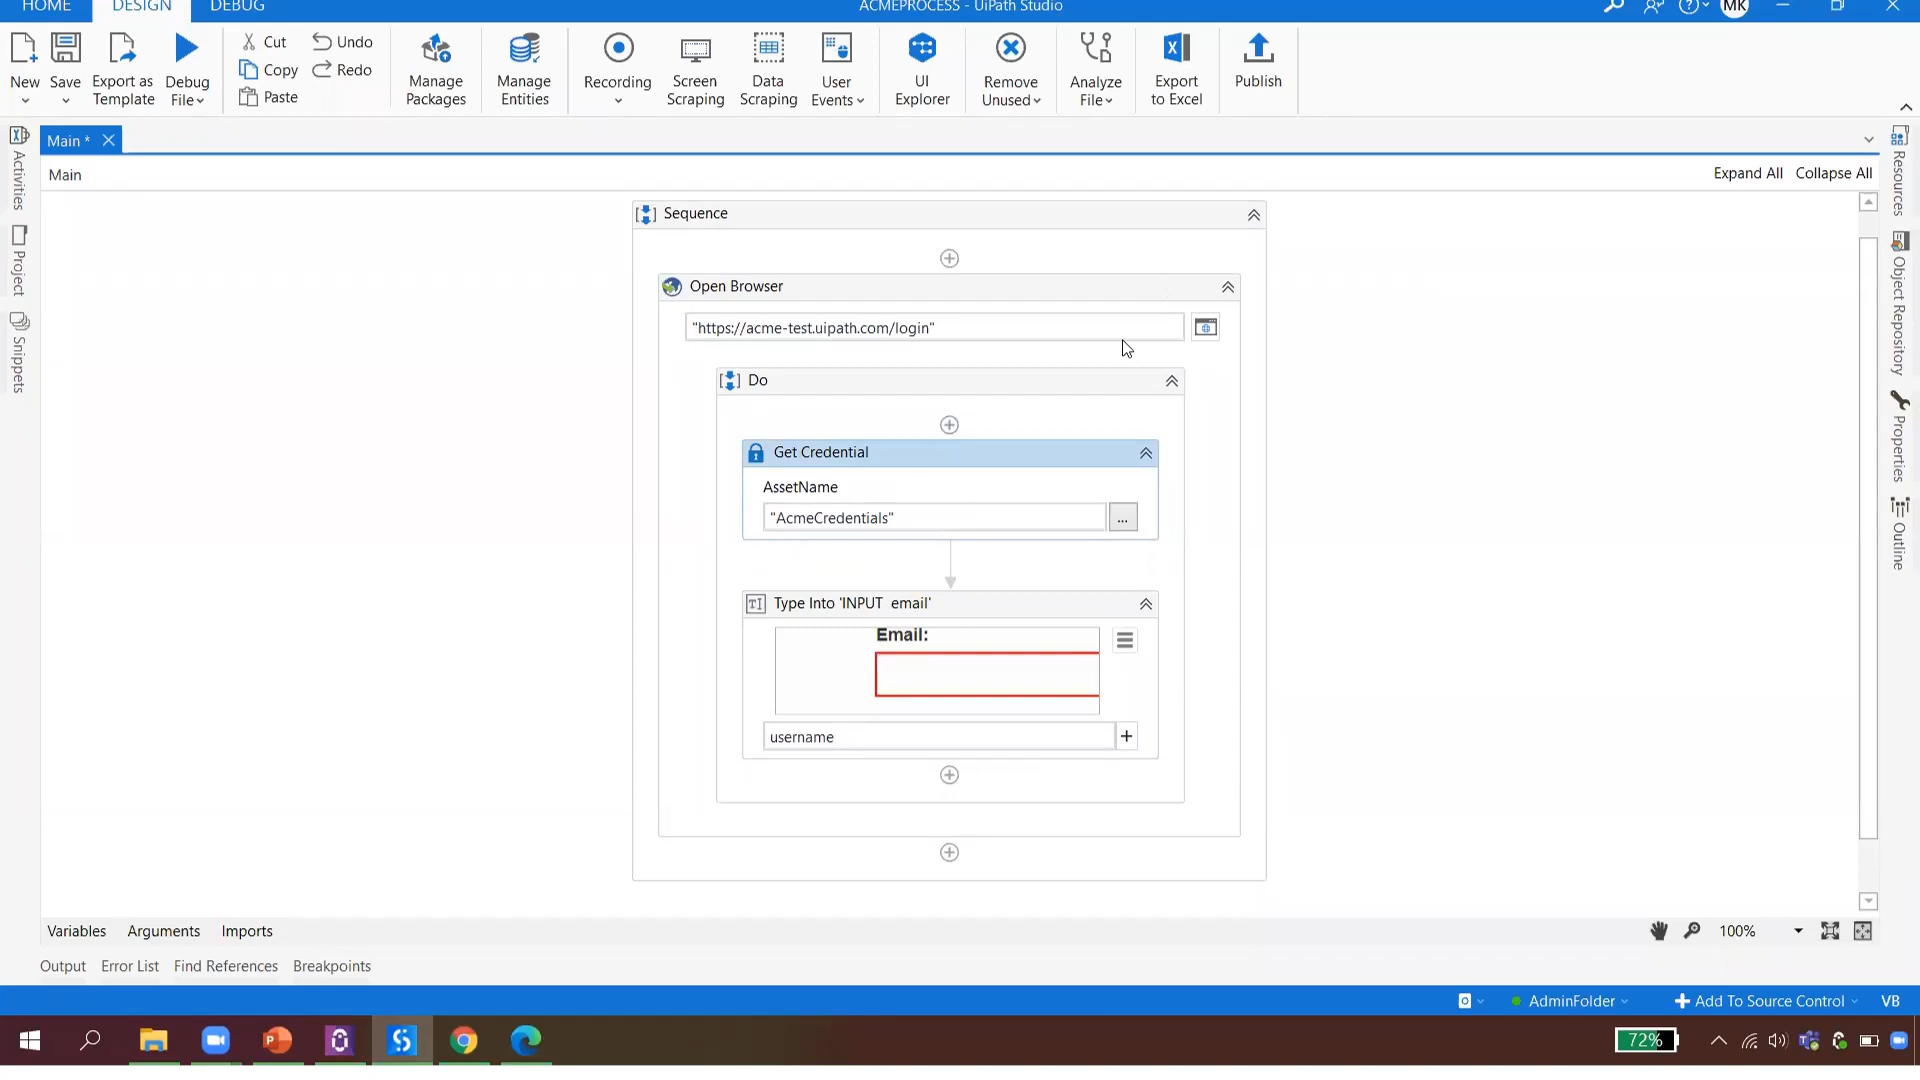 HOME DESIGN DEBUG ACMEPROCESS - UiPath Studio MK
New Save Export as Template Debug File Cut Copy Paste Undo Redo Manage Packages Manage Entities Recording Screen Scraping Data Scraping User Events UI Explorer Remove Unused Analyze File Export to Excel Publish
Main *
Main Expand All Collapse All
Activities
Project
Snippets
Resources
Object Repository
Properties
Outline
Sequence
Open Browser
"https://acme-test.uipath.com/login"
Do
Get Credential
AssetName
"AcmeCredentials" ...
Type Into 'INPUT email'
Email:
username +
Variables Arguments Imports 100%
Output Error List Find References Breakpoints
AdminFolder Add To Source Control VB
72%